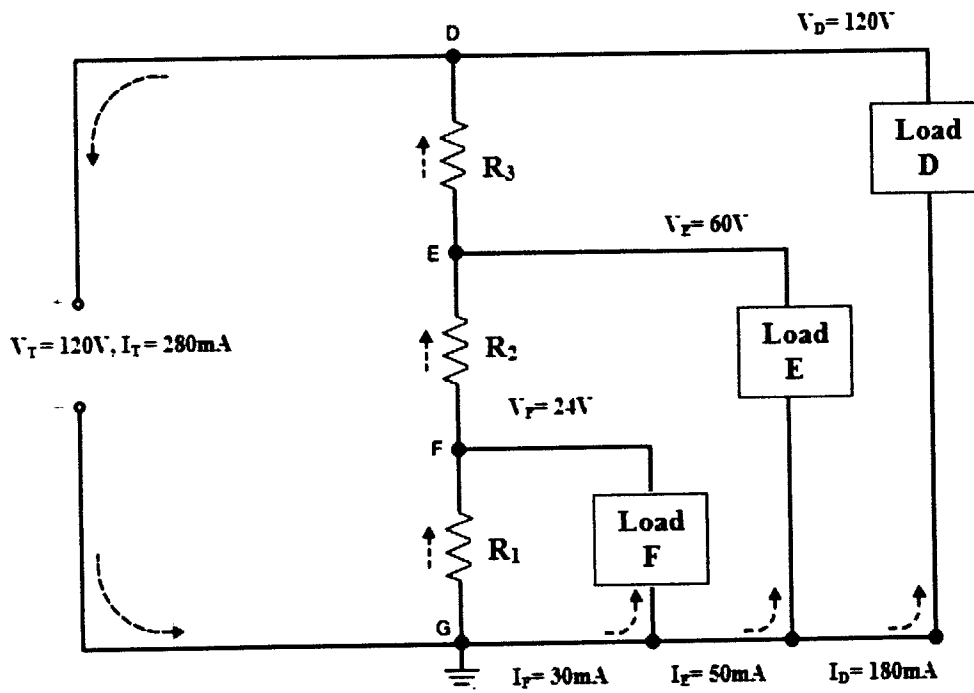 V_D= 120V
D
Load
D
R₃
V_E= 60V
E
+
V_T= 120V, I_T= 280mA
Load
E
R₂
−
V_F= 24V
F
Load
F
R₁
G
I_F= 30mA
I_E= 50mA
I_D= 180mA